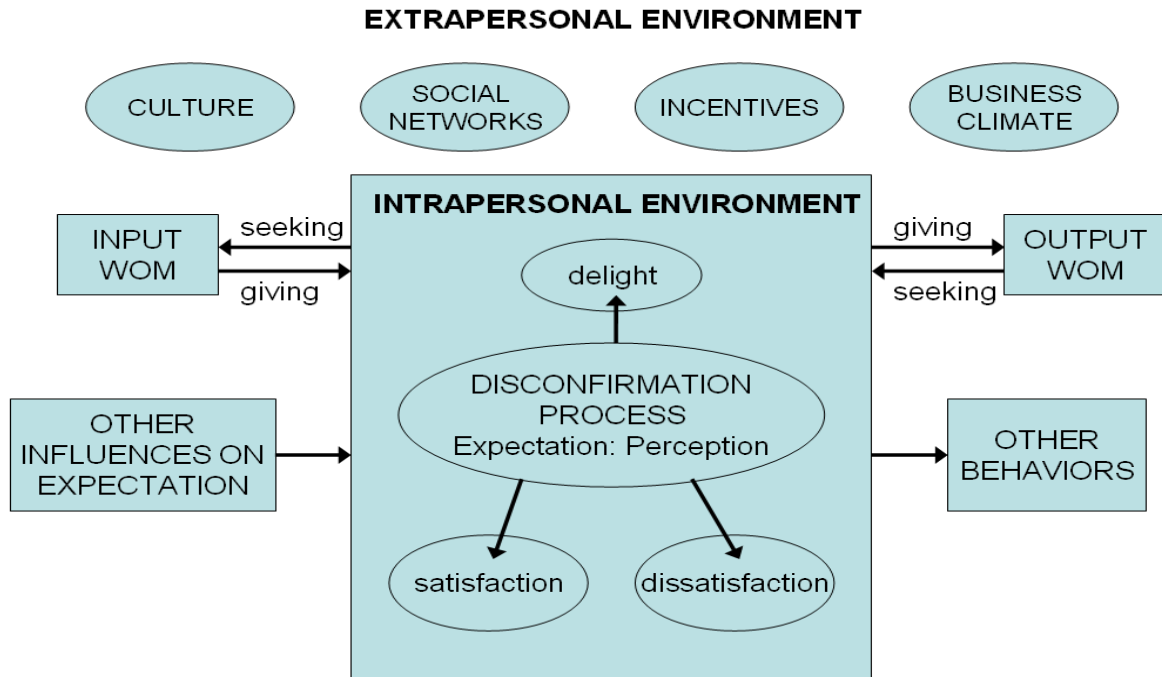 EXTRAPERSONAL ENVIRONMENT
CULTURE
SOCIAL
NETWORKS
INCENTIVES
BUSINESS
CLIMATE
INTRAPERSONAL ENVIRONMENT
INPUT
WOM
seeking
giving
delight
giving
seeking
OUTPUT
WOM
DISCONFIRMATION
PROCESS
Expectation: Perception
OTHER
INFLUENCES ON
EXPECTATION
OTHER
BEHAVIORS
satisfaction
dissatisfaction